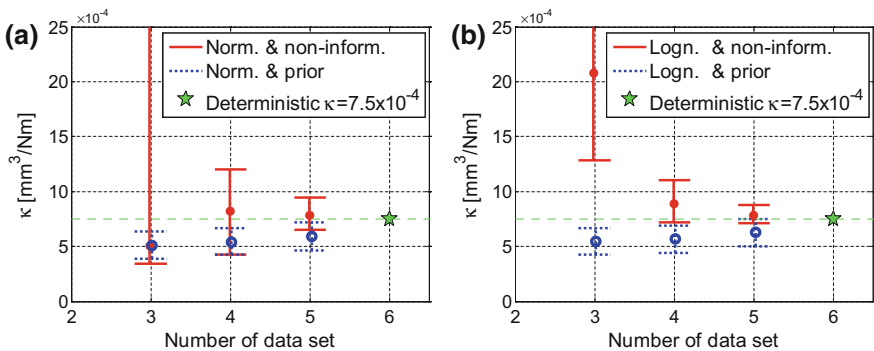 (a)
×10⁻⁴
25
20
15
10
5
0
κ [mm³/Nm]
Norm. & non-inform.
Norm. & prior
Deterministic κ=7.5x10⁻⁴
2 3 4 5 6
Number of data set
(b)
×10⁻⁴
25
20
15
10
5
0
κ [mm³/Nm]
Logn. & non-inform.
Logn. & prior
Deterministic κ=7.5x10⁻⁴
2 3 4 5 6
Number of data set